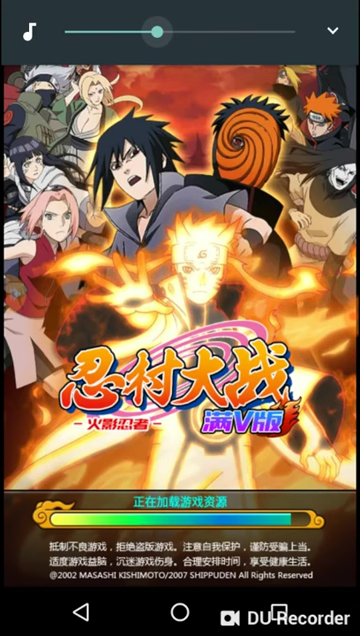 忍村大战
-火影忍者-
满V版
正在加载游戏资源
抵制不良游戏，拒绝盗版游戏。注意自我保护，谨防受骗上当。
适度游戏益脑，沉迷游戏伤身。合理安排时间，享受健康生活。
@2002 MASASHI KISHIMOTO/2007 SHIPPUDEN All Rights Reserved
DU Recorder